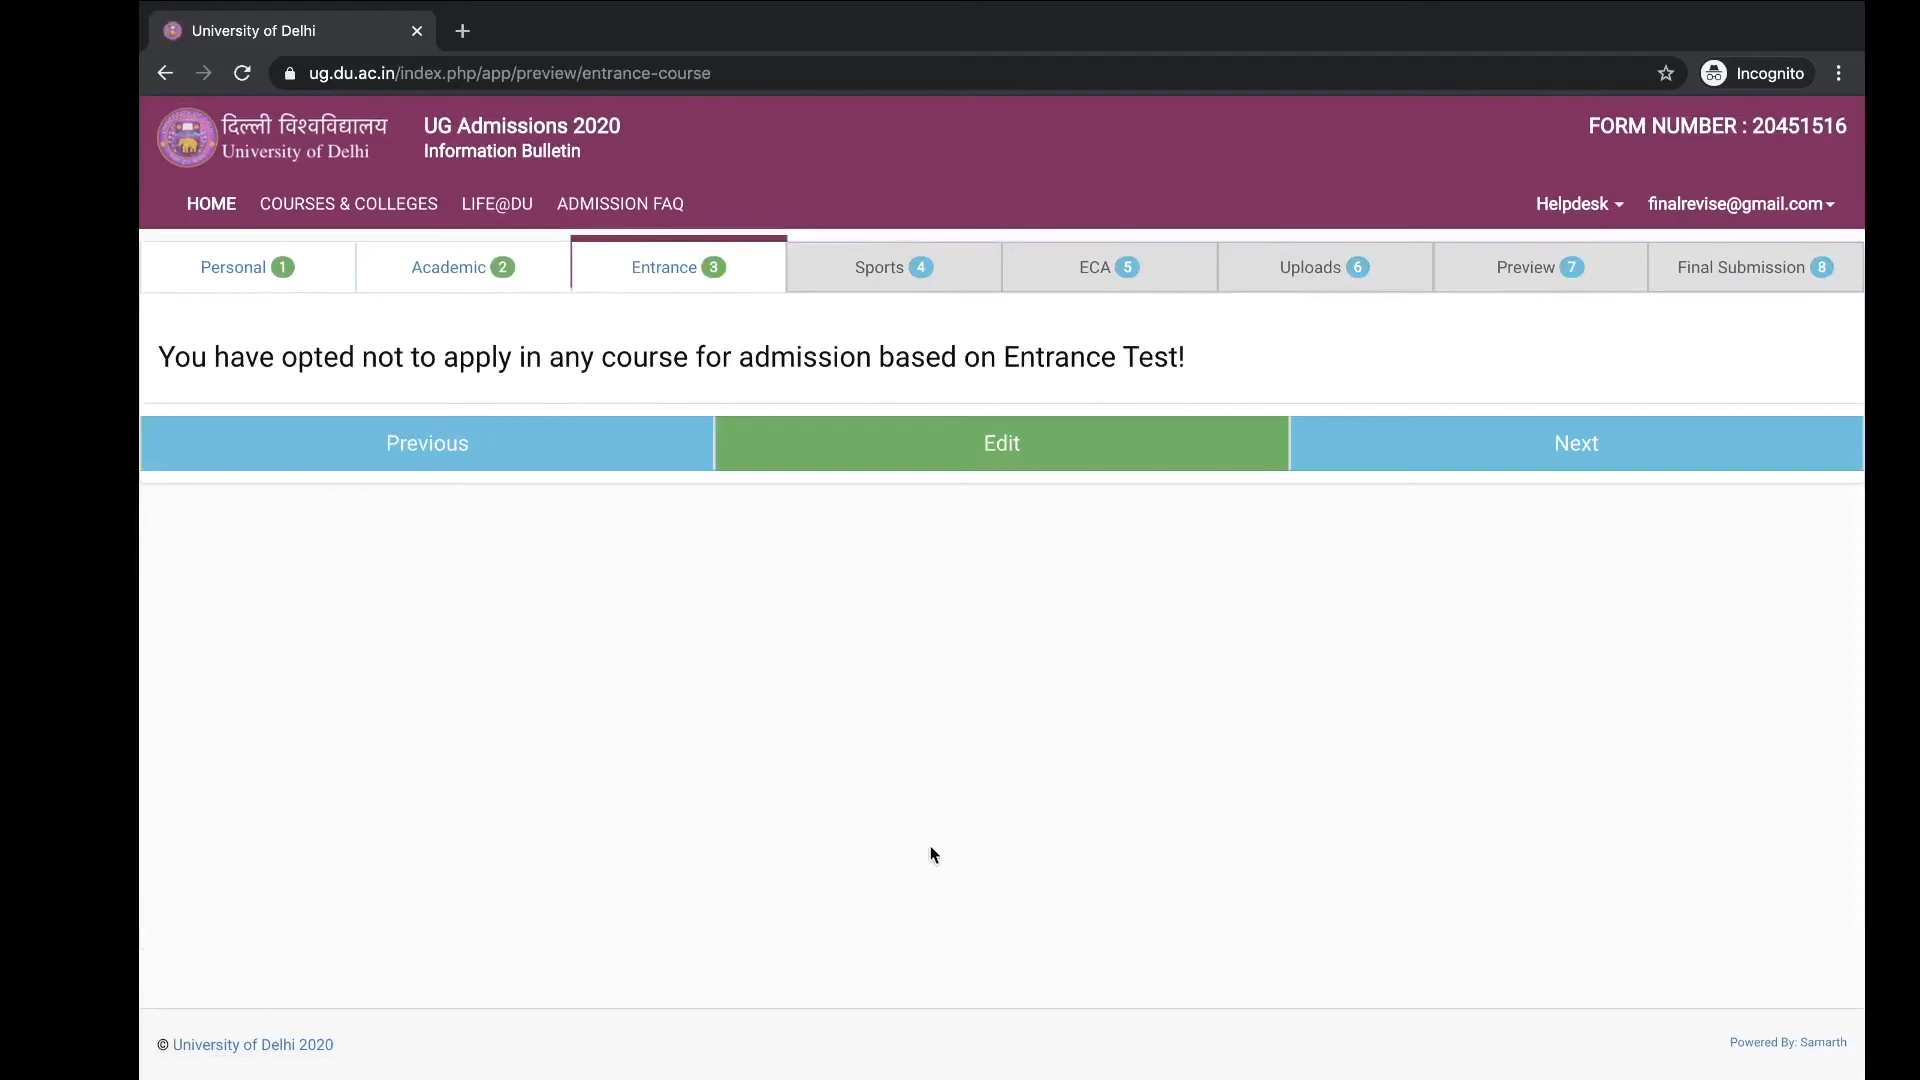 University of Delhi
ug.du.ac.in/index.php/app/preview/entrance-course
Incognito
दिल्ली विश्वविद्यालय
University of Delhi
UG Admissions 2020
Information Bulletin
FORM NUMBER : 20451516
HOME COURSES & COLLEGES LIFE@DU ADMISSION FAQ
Helpdesk finalrevise@gmail.com
Personal 1 Academic 2 Entrance 3 Sports 4 ECA 5 Uploads 6 Preview 7 Final Submission 8
You have opted not to apply in any course for admission based on Entrance Test!
Previous Edit Next
© University of Delhi 2020
Powered By: Samarth